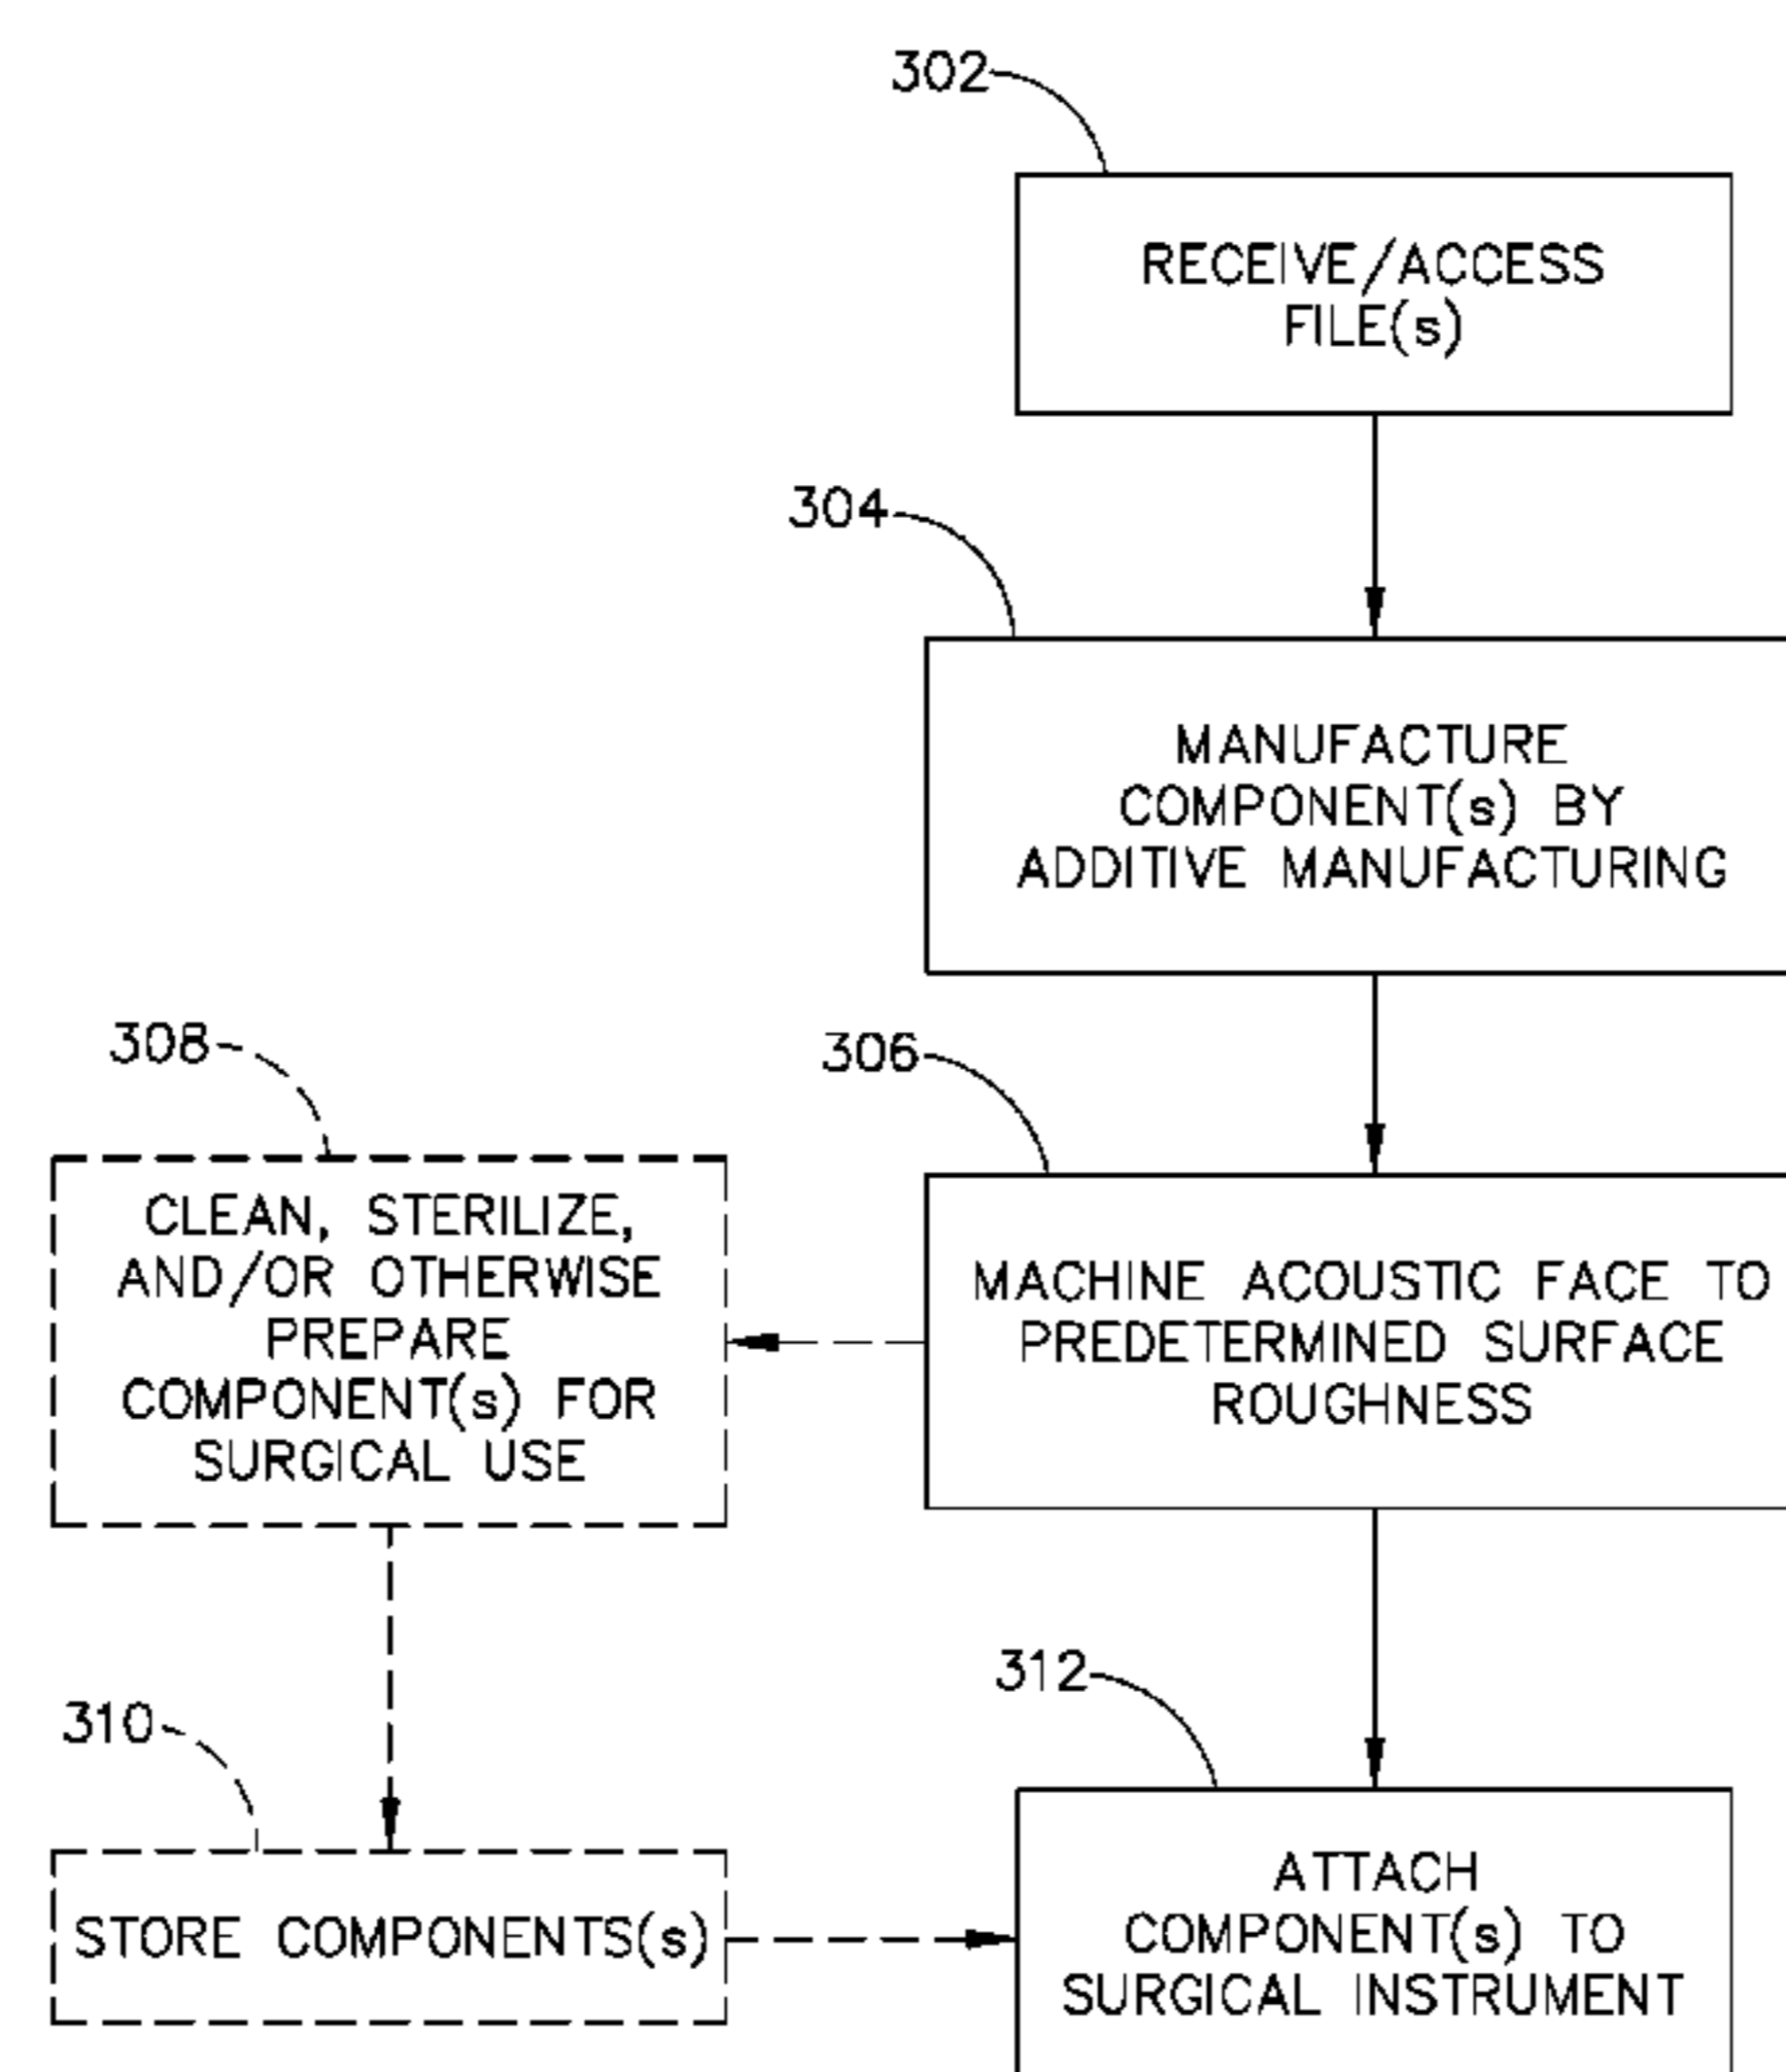 302
RECEIVE/ACCESS
FILE(s)
304
MANUFACTURE
COMPONENT(s) BY
ADDITIVE MANUFACTURING
308
306
CLEAN, STERILIZE,
AND/OR OTHERWISE
PREPARE
COMPONENT(s) FOR
SURGICAL USE
MACHINE ACOUSTIC FACE TO
PREDETERMINED SURFACE
ROUGHNESS
310
312
STORE COMPONENTS(s)
ATTACH
COMPONENT(s) TO
SURGICAL INSTRUMENT